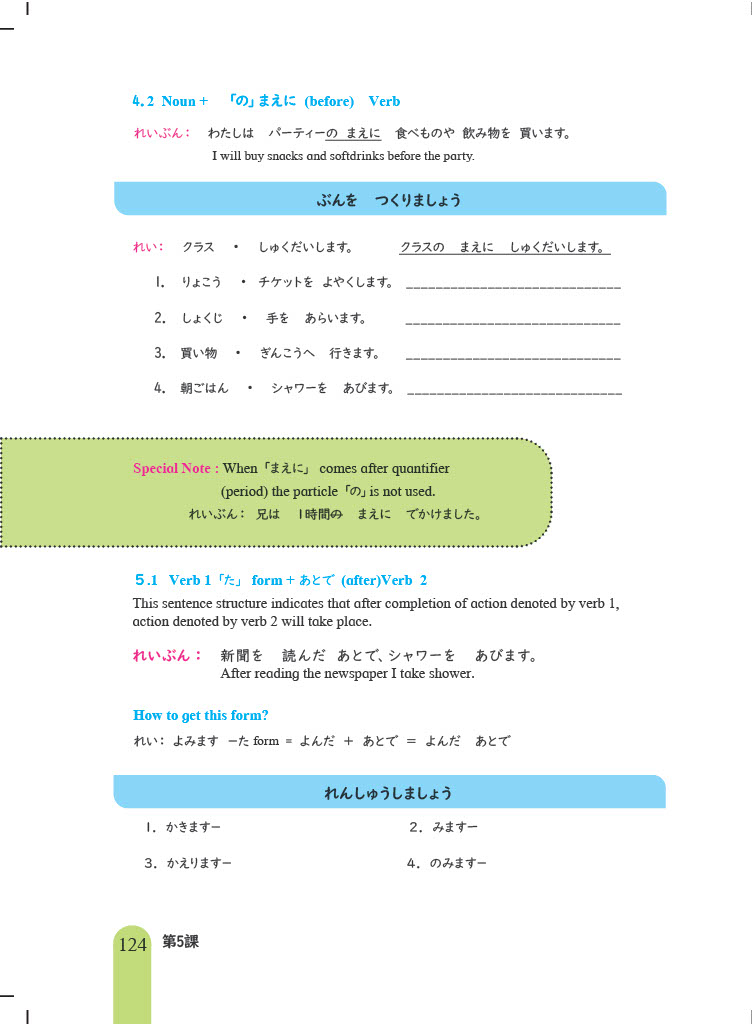 4.2 Noun + 「の」まえに (before) Verb
れいぶん： わたしは パーティーの まえに 食べものや 飲み物を 買います。
I will buy snacks and softdrinks before the party.
ぶんを つくりましょう
れい： クラス ・ しゅくだいします。 クラスの まえに しゅくだいします。
1. りょこう ・ チケットを よやくします。 ______________________________
2. しょくじ ・ 手を あらいます。 ______________________________
3. 買い物 ・ ぎんこうへ 行きます。 ______________________________
4. 朝ごはん ・ シャワーを あびます。 ______________________________
Special Note : When 「まえに」 comes after quantifier
(period) the particle 「の」 is not used.
れいぶん： 兄は 1時間の まえに でかけました。
5.1 Verb 1「た」 form + あとで (after)Verb 2
This sentence structure indicates that after completion of action denoted by verb 1,
action denoted by verb 2 will take place.
れいぶん： 新聞を 読んだ あとで、シャワーを あびます。
After reading the newspaper I take shower.
How to get this form?
れい： よみます ーた form = よんだ ＋ あとで ＝ よんだ あとで
れんしゅうしましょう
1. かきますー 2. みますー
3. かえりますー 4. のみますー
124 第5課